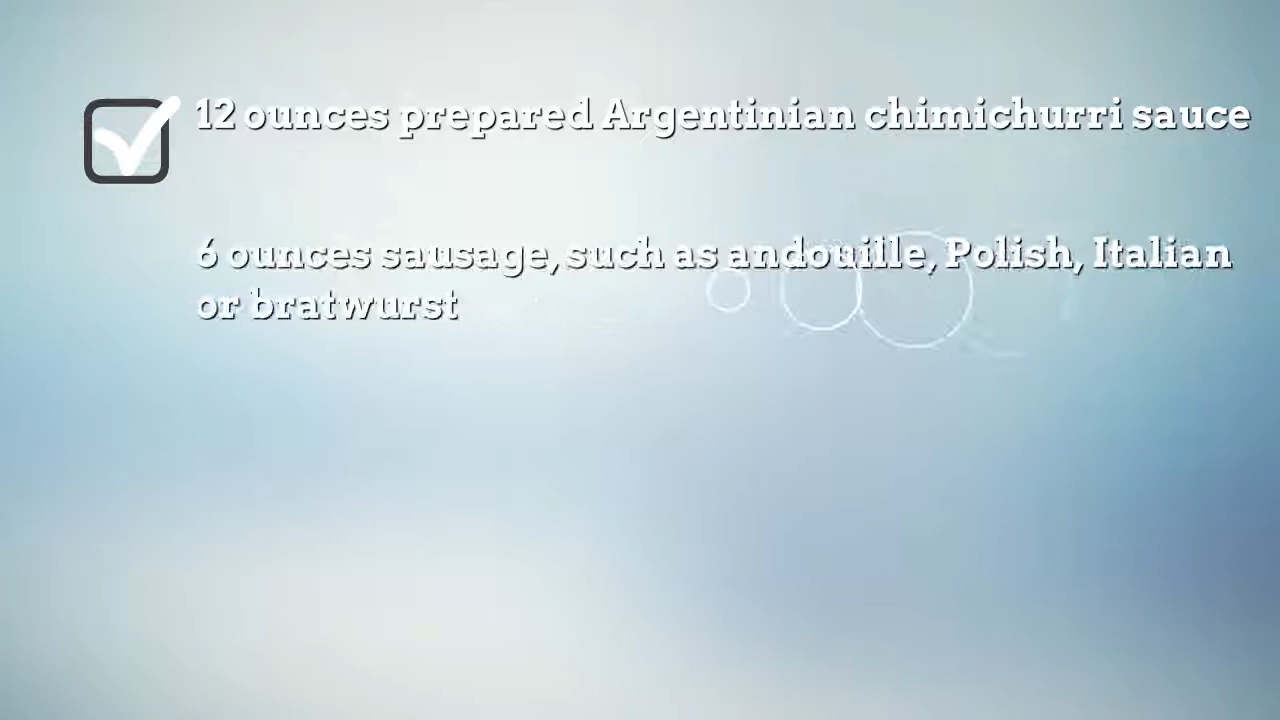 12 ounces prepared Argentinian chimichurri sauce
6 ounces sausage, such as andouille, Polish, Italian
or bratwurst